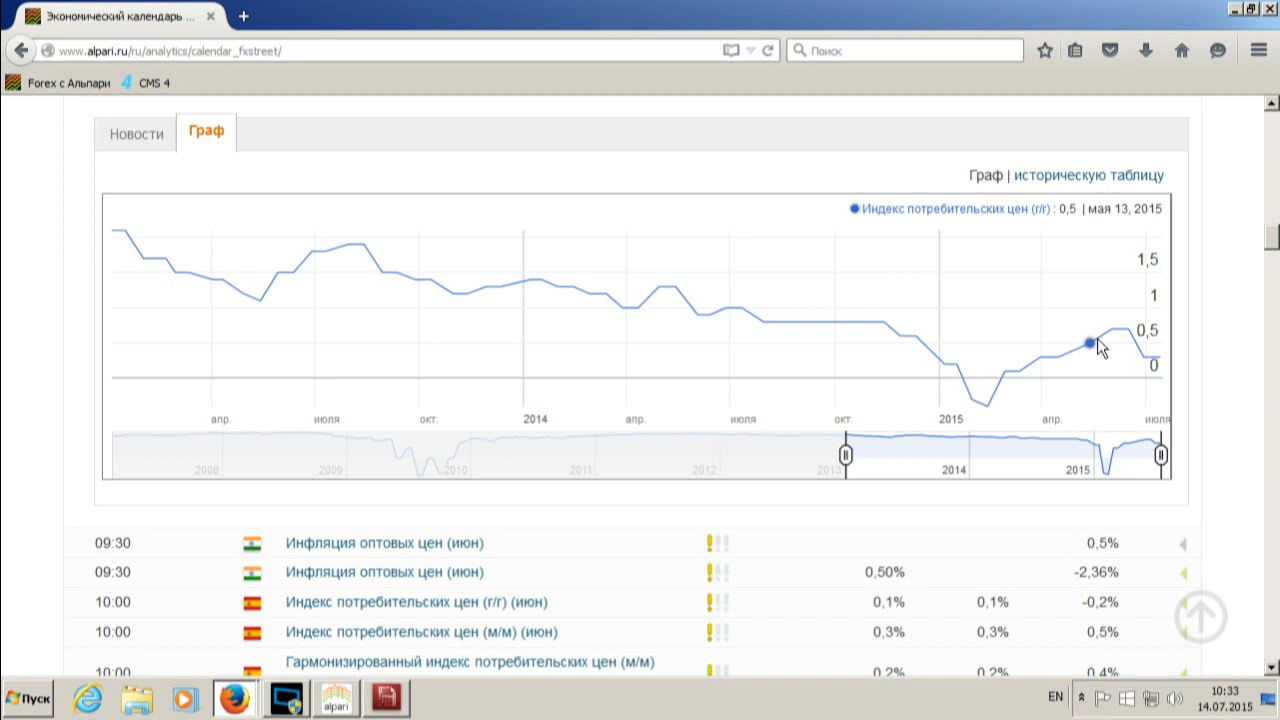 Экономический календарь ...
www.alpari.ru/ru/analytics/calendar_fxstreet/
Поиск
Forex с Альпари
CMS 4
Новости
Граф
Граф | историческую таблицу
Индекс потребительских цен (г/г) : 0,5 | мая 13, 2015
1,5
1
0,5
0
апр. июля окт. 2014 апр. июля окт. 2015 апр. июля
2008 2009 2010 2011 2012 2013 2014 2015
09:30 Инфляция оптовых цен (июн) 0,5%
09:30 Инфляция оптовых цен (июн) 0,50% -2,36%
10:00 Индекс потребительских цен (г/г) (июн) 0,1% 0,1% -0,2%
10:00 Индекс потребительских цен (м/м) (июн) 0,3% 0,3% 0,5%
Гармонизированный индекс потребительских цен (м/м)
10:00 0,2% 0,2% 0,4%
Пуск
alpari
EN
10:33
14.07.2015